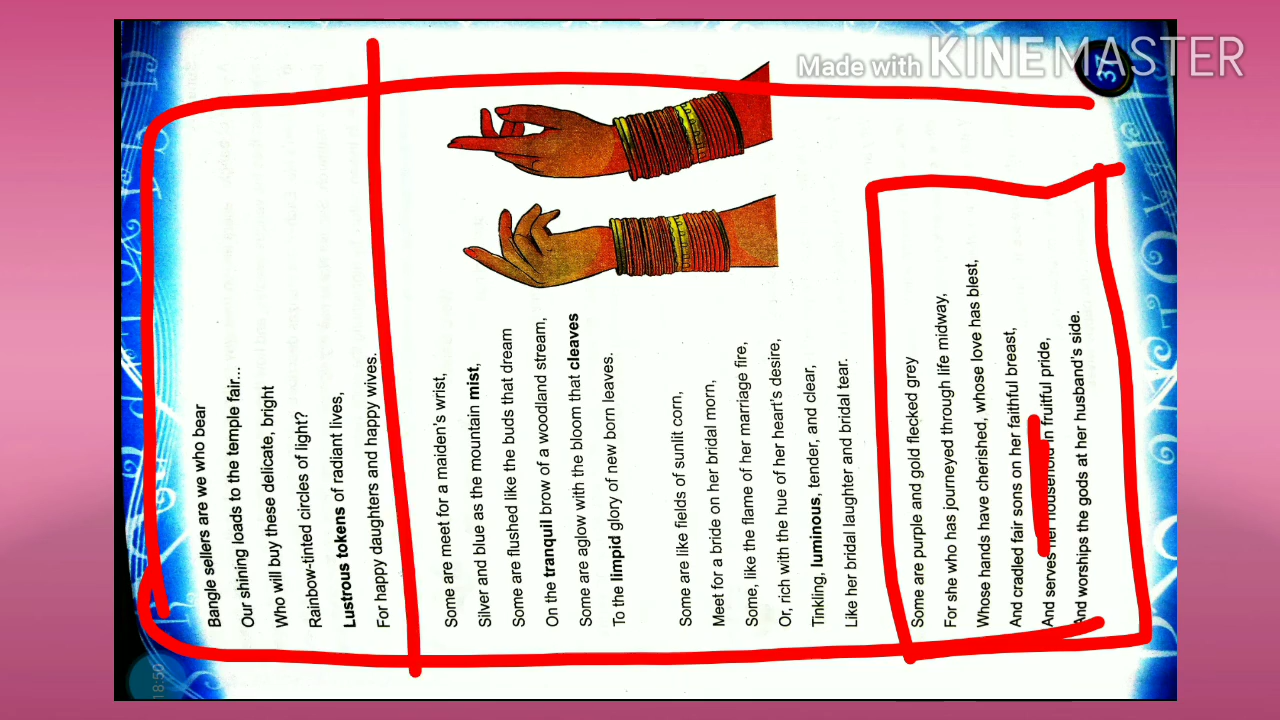 Bangle sellers are we who bear
Our shining loads to the temple fair...
Who will buy these delicate, bright
Rainbow-tinted circles of light?
Lustrous tokens of radiant lives,
For happy daughters and happy wives.
Some are meet for a maiden's wrist,
Silver and blue as the mountain mist,
Some are flushed like the buds that dream
On the tranquil brow of a woodland stream,
Some are aglow with the bloom that cleaves
To the limpid glory of new born leaves.
Some are like fields of sunlit corn,
Meet for a bride on her bridal morn,
Some, like the flame of her marriage fire,
Or, rich with the hue of her heart's desire,
Tinkling, luminous, tender, and clear,
Like her bridal laughter and bridal tear.
Some are purple and gold flecked grey
For she who has journeyed through life midway,
Whose hands have cherished, whose love has blest,
And cradled fair sons on her faithful breast,
And serves her household in fruitful pride,
And worships the gods at her husband's side.
Made with KINEMASTER
18:50